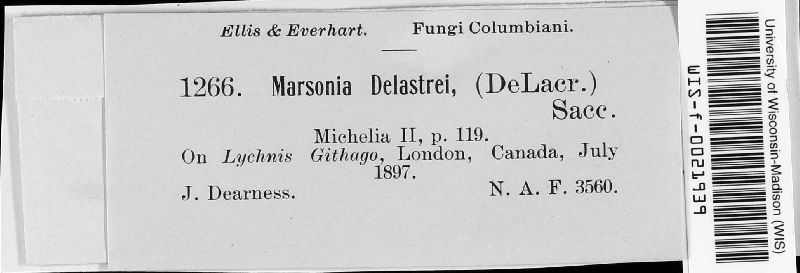 Ellis & Everhart. Fungi Columbiani.
1266. Marsonia Delastrei, (DeLacr.)
Sacc.
Michelia II, p. 119.
On Lychnis Githago, London, Canada, July
1897.
J. Dearness. N. A. F. 3560.
University of Wisconsin-Madison (WIS)
WIS-f-0021939